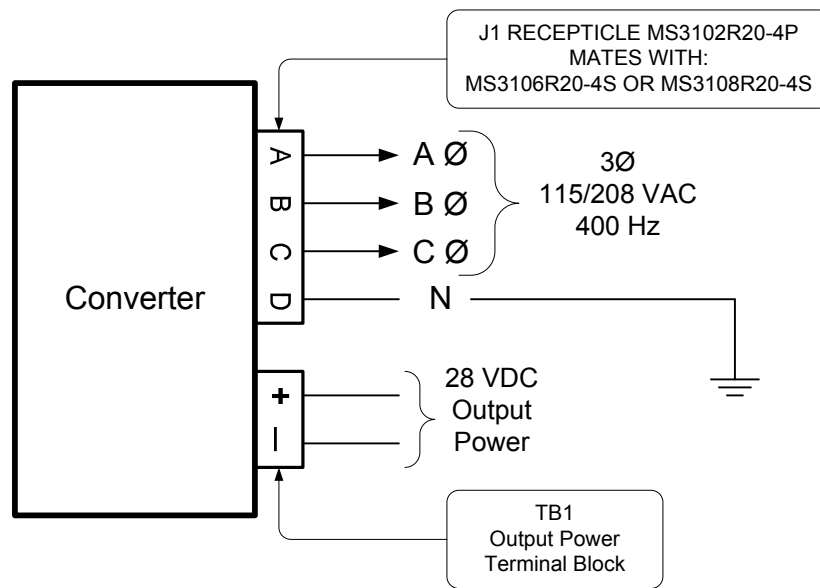 J1 RECEPTICLE MS3102R20-4P
MATES WITH:
MS3106R20-4S OR MS3108R20-4S
A
A Ø
B
B Ø
C
C Ø
3Ø
115/208 VAC
400 Hz
D
N
Converter
+
–
28 VDC
Output
Power
TB1
Output Power
Terminal Block